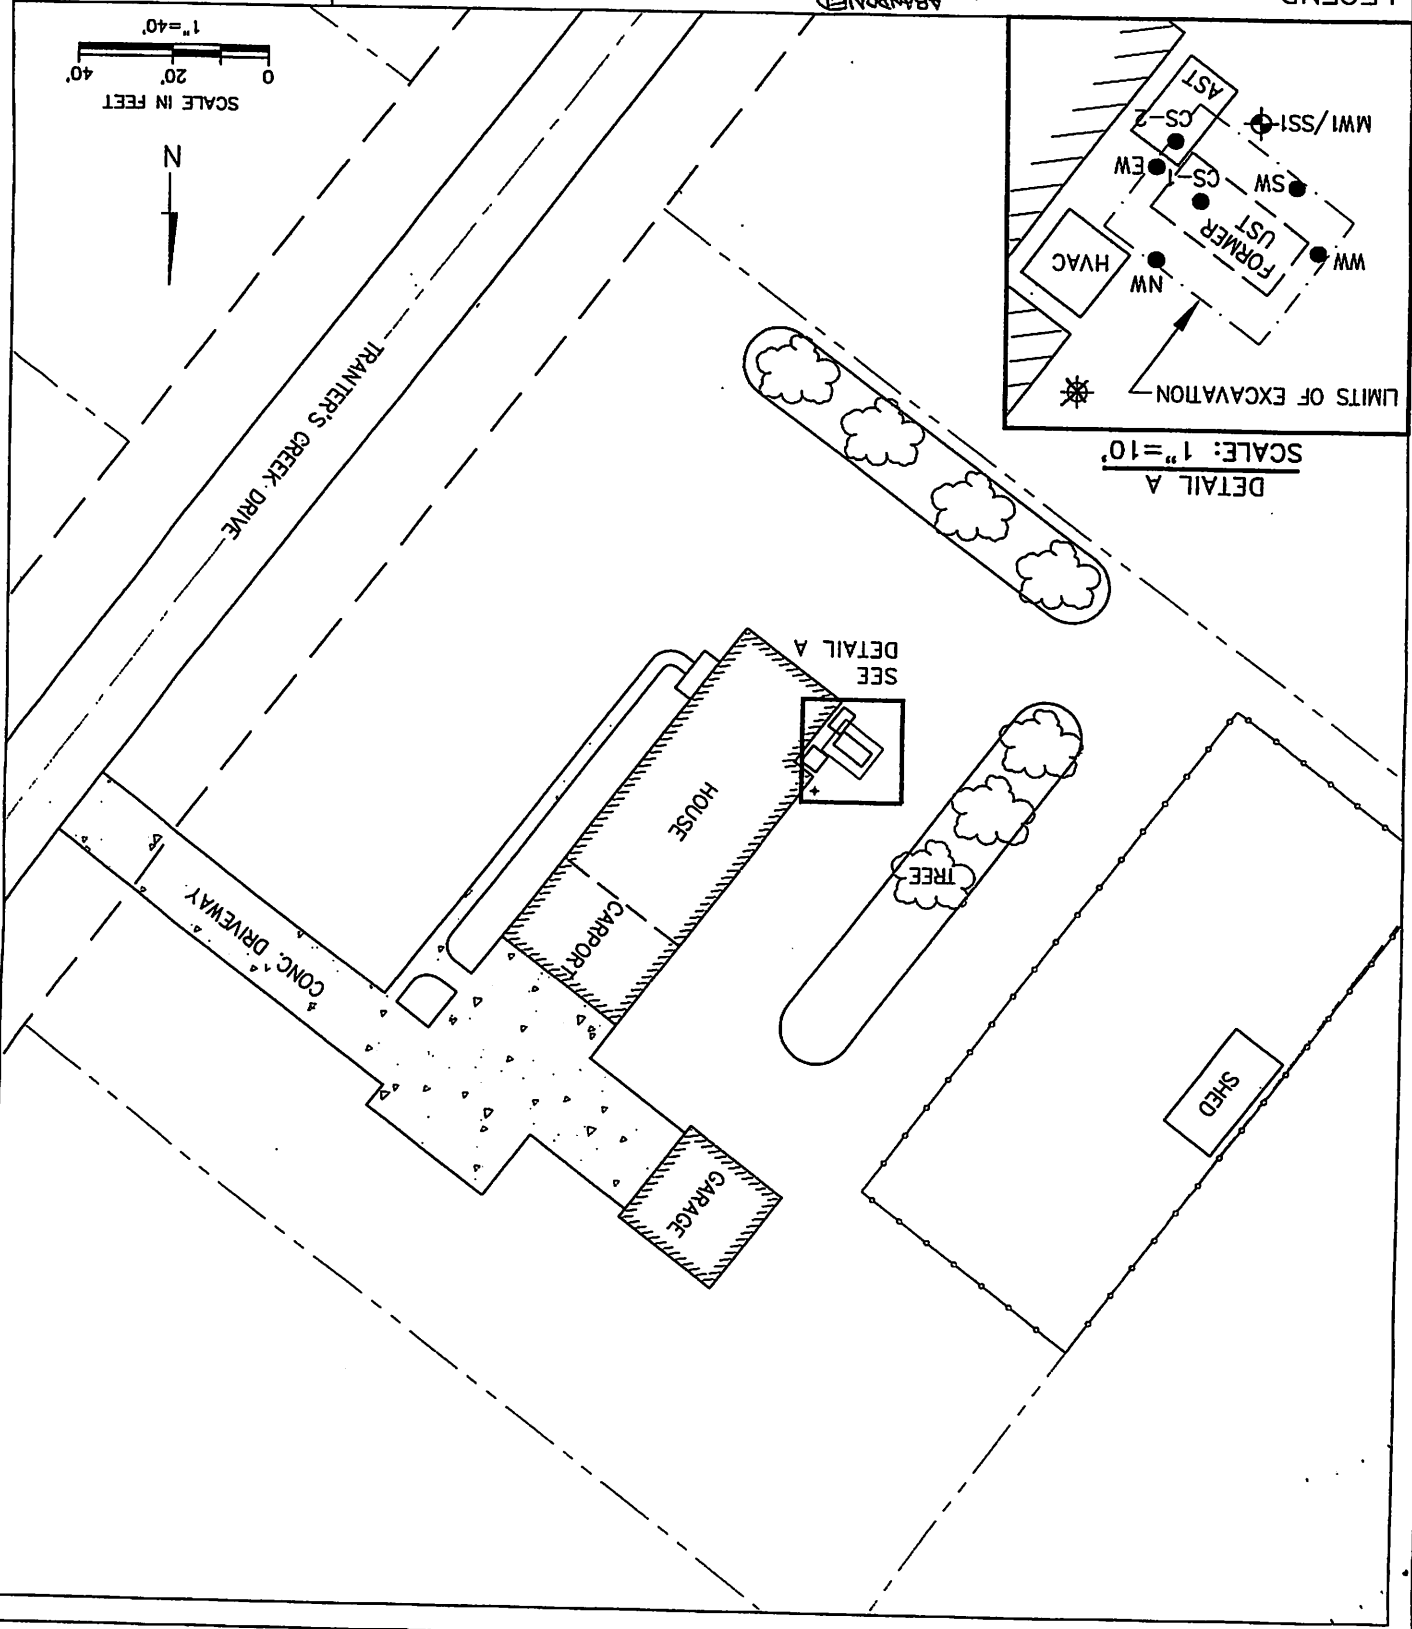 GARAGE
SHED
CONC. DRIVEWAY
CARPORT
TREE
HOUSE
SEE
DETAIL A
TRANTER'S CREEK DRIVE
DETAIL A
SCALE: 1"=10'
LIMITS OF EXCAVATION
NW
HVAC
WW
FORMER
UST
SW
CS-1
EW
MW1/SS1
CS-2
AST
N
SCALE IN FEET
0 20' 40'
1"=40'
LEGEND
ABANDONED